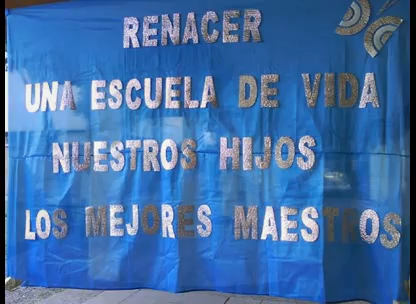 RENACER
UNA ESCUELA DE VIDA
NUESTROS HIJOS
LOS MEJORES MAESTROS